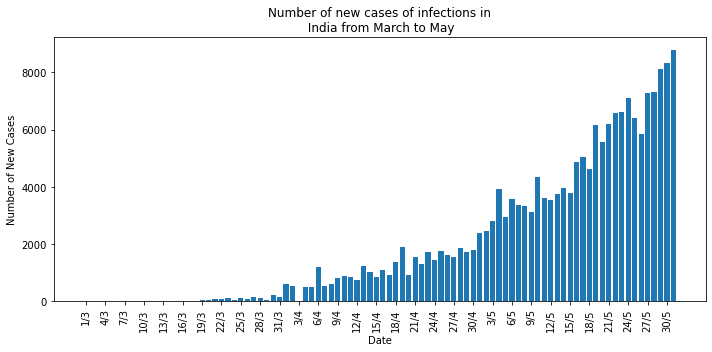 Number of new cases of infections in
India from March to May
Number of New Cases
8000
6000
4000
2000
0
1/3 4/3 7/3 10/3 13/3 16/3 19/3 22/3 25/3 28/3 31/3 3/4 6/4 9/4 12/4 15/4 18/4 21/4 24/4 27/4 30/4 3/5 6/5 9/5 12/5 15/5 18/5 21/5 24/5 27/5 30/5
Date